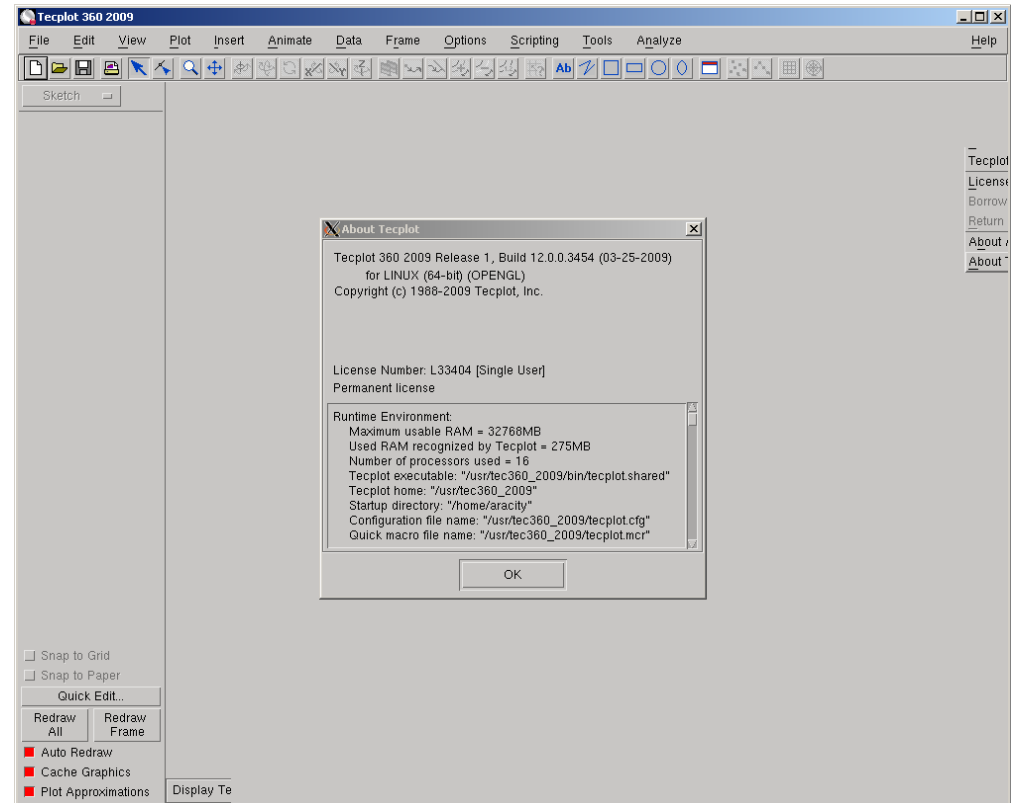 Tecplot 360 2009
File Edit View Plot Insert Animate Data Frame Options Scripting Tools Analyze Help
Ab
Sketch
Tecplot
License
Borrow
Return
About
About
About Tecplot
Tecplot 360 2009 Release 1, Build 12.0.0.3454 (03-25-2009)
for LINUX (64-bit) (OPENGL)
Copyright (c) 1988-2009 Tecplot, Inc.
License Number: L33404 [Single User]
Permanent license
Runtime Environment:
Maximum usable RAM = 32768MB
Used RAM recognized by Tecplot = 275MB
Number of processors used = 16
Tecplot executable: "/usr/tec360_2009/bin/tecplot.shared"
Tecplot home: "/usr/tec360_2009"
Startup directory: "/home/aracity"
Configuration file name: "/usr/tec360_2009/tecplot.cfg"
Quick macro file name: "/usr/tec360_2009/tecplot.mcr"
OK
Snap to Grid
Snap to Paper
Quick Edit...
Redraw All
Redraw Frame
Auto Redraw
Cache Graphics
Plot Approximations
Display Te